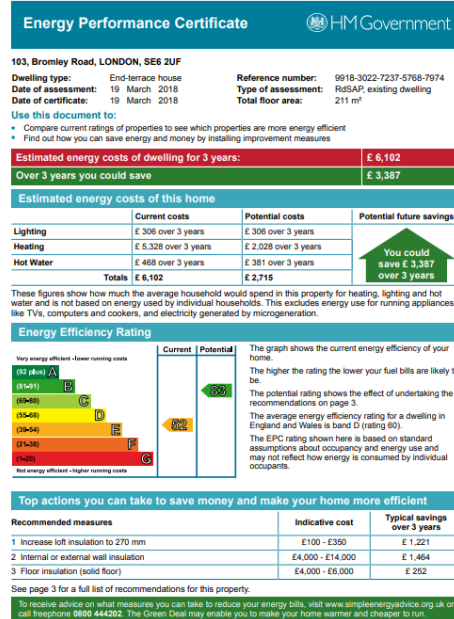 Energy Performance Certificate
HM Government
103, Bromley Road, LONDON, SE6 2UF
Dwelling type: End-terrace house
Date of assessment: 19 March 2018
Date of certificate: 19 March 2018
Reference number: 9918-3022-7237-5768-7974
Type of assessment: RdSAP, existing dwelling
Total floor area: 211 m²
Use this document to:
• Compare current ratings of properties to see which properties are more energy efficient
• Find out how you can save energy and money by installing improvement measures
Estimated energy costs of dwelling for 3 years: £ 6,102
Over 3 years you could save £ 3,387
Estimated energy costs of this home
Current costs Potential costs Potential future savings
Lighting £ 306 over 3 years £ 306 over 3 years
Heating £ 5,328 over 3 years £ 2,028 over 3 years
Hot Water £ 468 over 3 years £ 381 over 3 years
Totals £ 6,102 £ 2,715
You could
save £ 3,387
over 3 years
These figures show how much the average household would spend in this property for heating, lighting and hot
water and is not based on energy used by individual households. This excludes energy use for running appliances
like TVs, computers and cookers, and electricity generated by microgeneration.
Energy Efficiency Rating
Current Potential
Very energy efficient - lower running costs
(92 plus) A
(81-91) B
(69-80) C
(55-68) D
(39-54) E
(21-38) F
(1-20) G
Not energy efficient - higher running costs
52
83
The graph shows the current energy efficiency of your
home.
The higher the rating the lower your fuel bills are likely t
be.
The potential rating shows the effect of undertaking the
recommendations on page 3.
The average energy efficiency rating for a dwelling in
England and Wales is band D (rating 60).
The EPC rating shown here is based on standard
assumptions about occupancy and energy use and
may not reflect how energy is consumed by individual
occupants.
Top actions you can take to save money and make your home more efficient
Recommended measures Indicative cost Typical savings
over 3 years
1 Increase loft insulation to 270 mm £100 - £350 £ 1,221
2 Internal or external wall insulation £4,000 - £14,000 £ 1,464
3 Floor insulation (solid floor) £4,000 - £6,000 £ 252
See page 3 for a full list of recommendations for this property.
To receive advice on what measures you can take to reduce your energy bills, visit www.simpleenergyadvice.org.uk or
call freephone 0800 444202. The Green Deal may enable you to make your home warmer and cheaper to run.